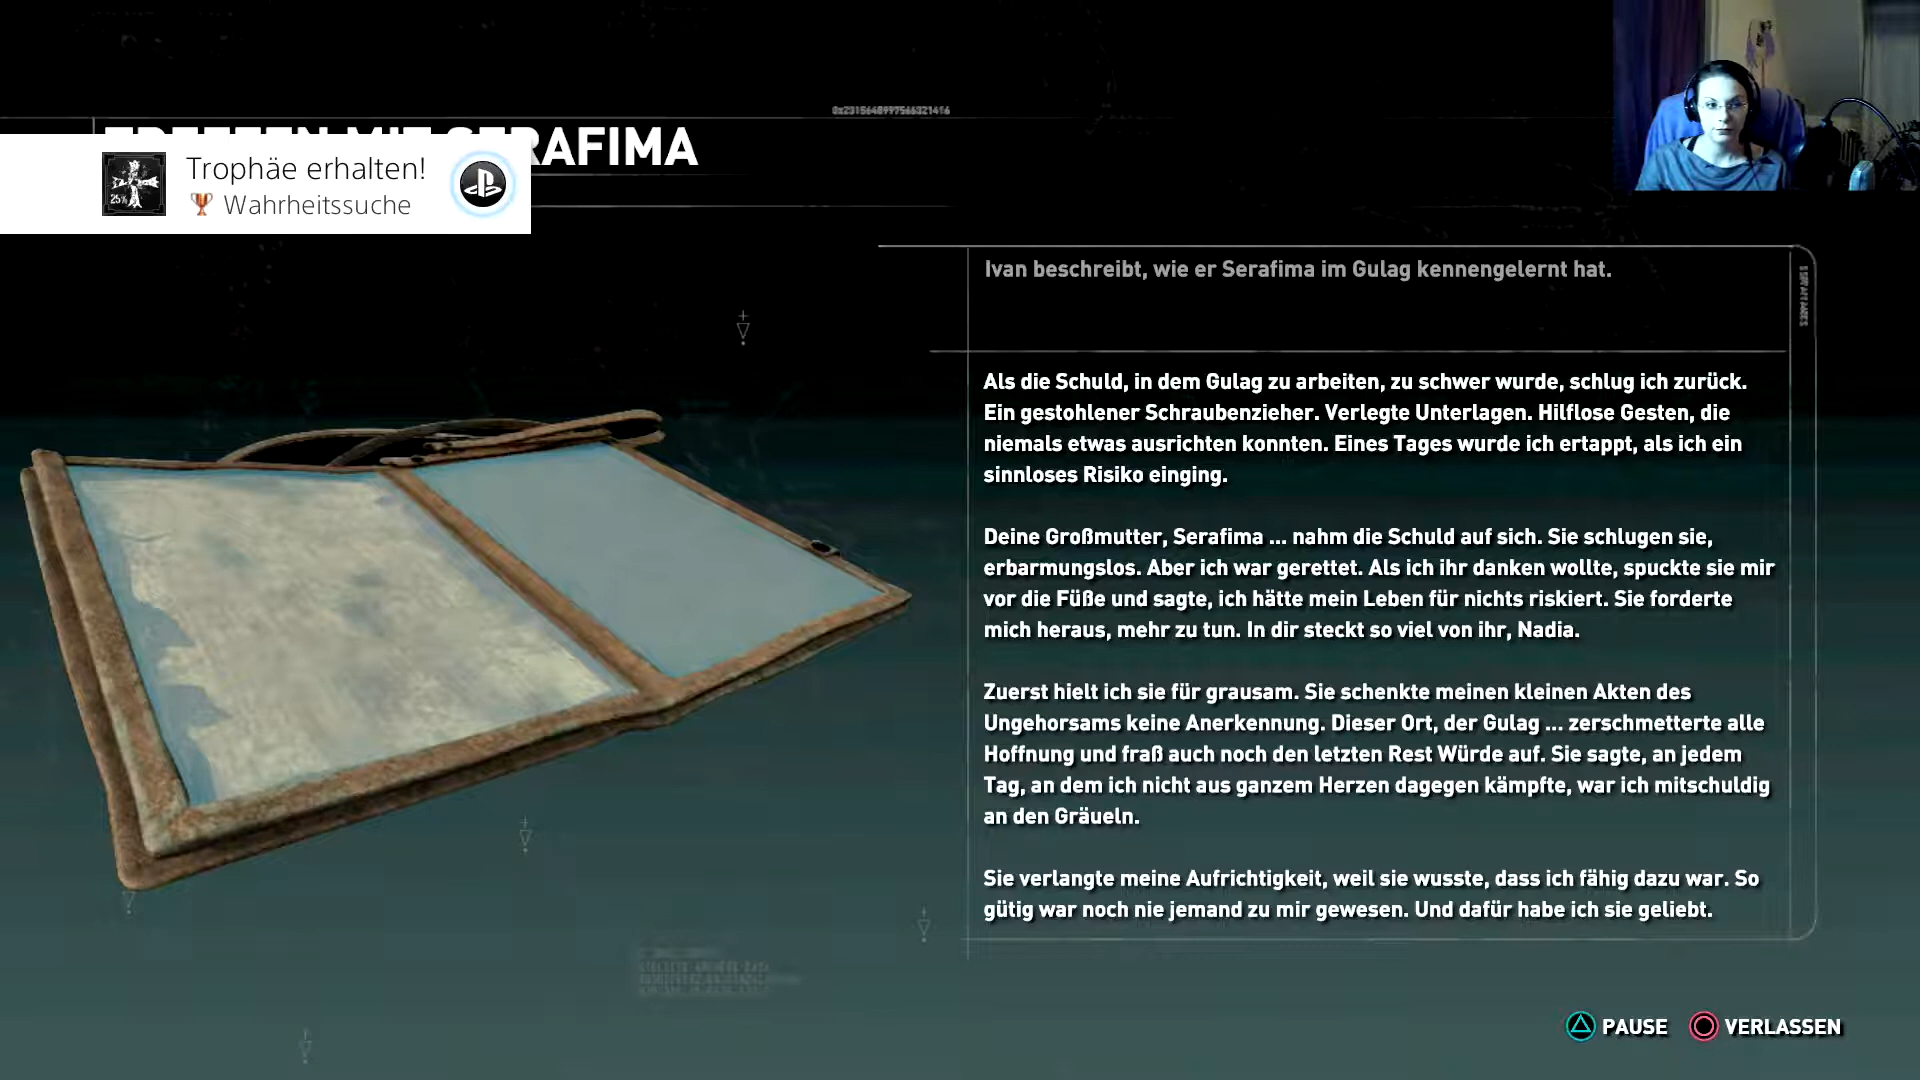 0x2315648997566321416
SERAFIMA
Trophäe erhalten!
25%
Wahrheitssuche
Ivan beschreibt, wie er Serafima im Gulag kennengelernt hat.
Als die Schuld, in dem Gulag zu arbeiten, zu schwer wurde, schlug ich zurück.
Ein gestohlener Schraubenzieher. Verlegte Unterlagen. Hilflose Gesten, die
niemals etwas ausrichten konnten. Eines Tages wurde ich ertappt, als ich ein
sinnloses Risiko einging.
Deine Großmutter, Serafima ... nahm die Schuld auf sich. Sie schlugen sie,
erbarmungslos. Aber ich war gerettet. Als ich ihr danken wollte, spuckte sie mir
vor die Füße und sagte, ich hätte mein Leben für nichts riskiert. Sie forderte
mich heraus, mehr zu tun. In dir steckt so viel von ihr, Nadia.
Zuerst hielt ich sie für grausam. Sie schenkte meinen kleinen Akten des
Ungehorsams keine Anerkennung. Dieser Ort, der Gulag ... zerschmetterte alle
Hoffnung und fraß auch noch den letzten Rest Würde auf. Sie sagte, an jedem
Tag, an dem ich nicht aus ganzem Herzen dagegen kämpfte, war ich mitschuldig
an den Gräueln.
Sie verlangte meine Aufrichtigkeit, weil sie wusste, dass ich fähig dazu war. So
gütig war noch nie jemand zu mir gewesen. Und dafür habe ich sie geliebt.
PAUSE VERLASSEN